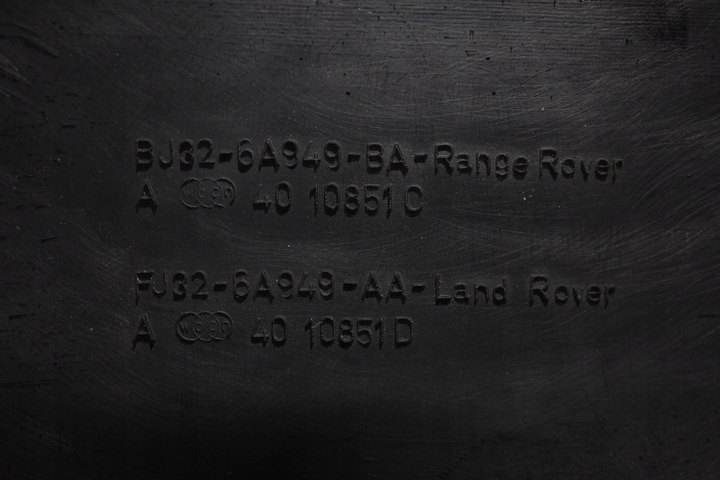 BJ32-6A949-BA-Range Rover
A 40 10851 C
FJ32-6A949-AA-Land Rover
A 40 10851 D